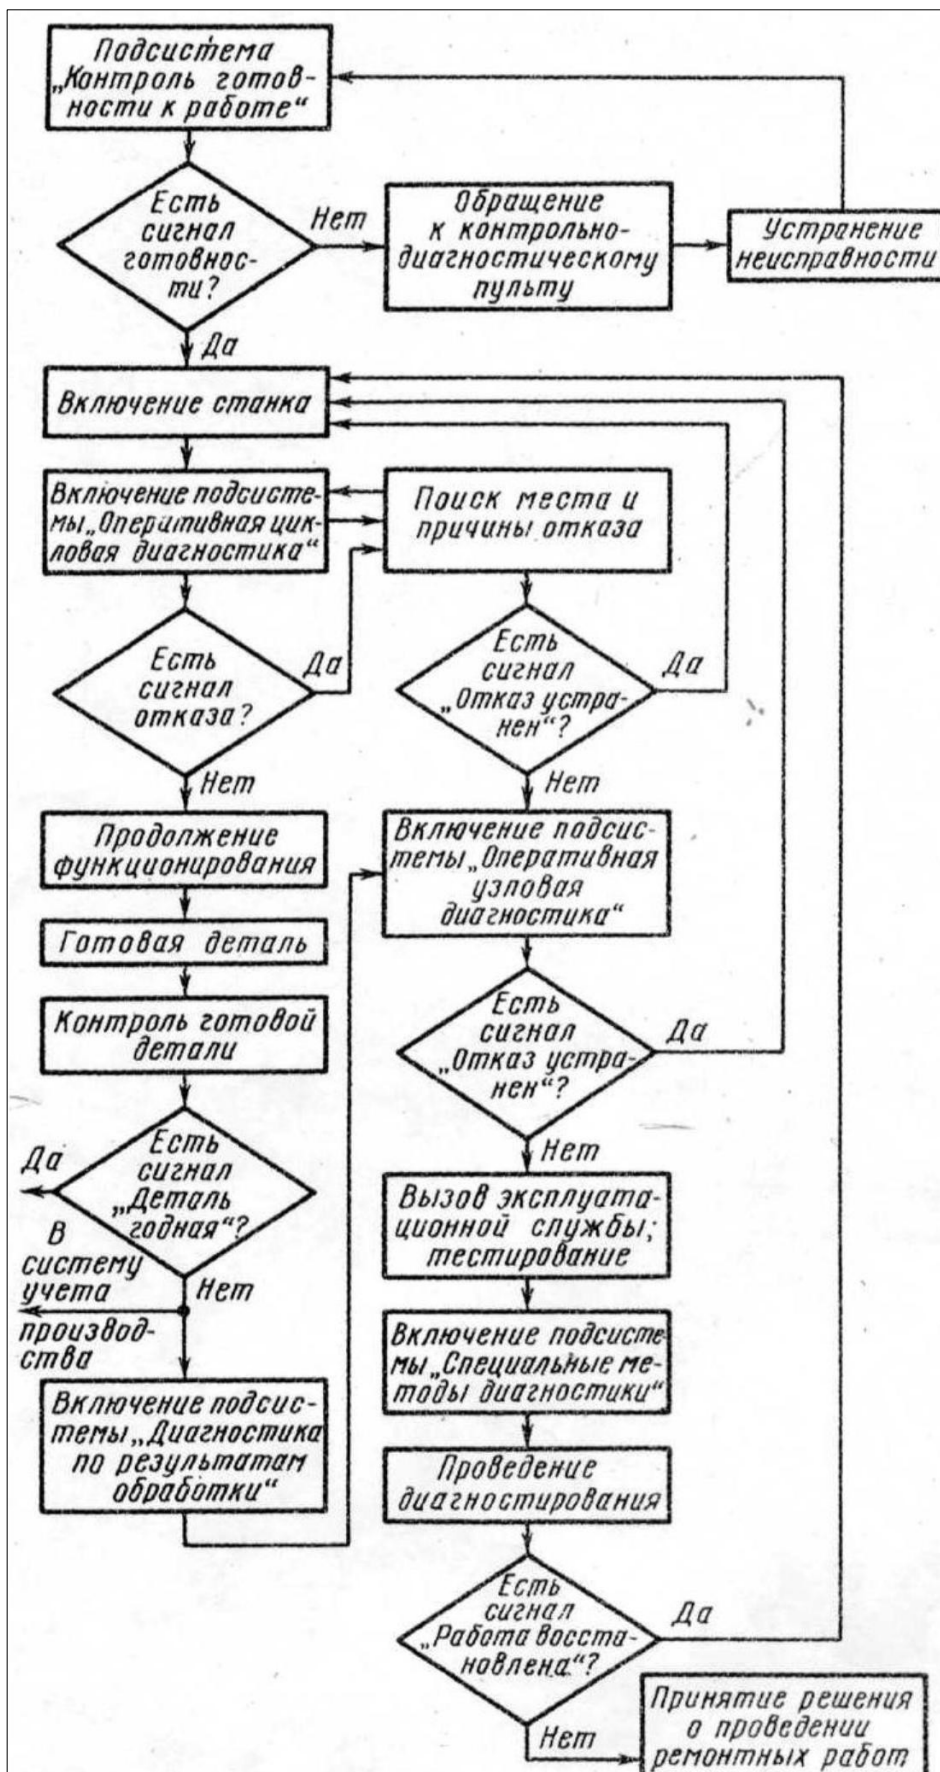 Подсистема
„Контроль готов-
ности к работе“
Есть
сигнал
готовнос-
ти?
Нет
Обращение
к контрольно-
диагностическому
пульту
Устранение
неисправности
Да
Включение станка
Включение подсисте-
мы„Оперативная цик-
ловая диагностика“
Поиск места и
причины отказа
Есть
сигнал
отказа?
Да
Есть
сигнал
„Отказ устра-
нен“?
Да
Нет
Нет
Продолжение
функционирования
Включение подсис-
темы„Оперативная
узловая
диагностика“
Готовая деталь
Контроль готовой
детали
Есть
сигнал
„Отказ устра-
нен“?
Да
Нет
Есть
сигнал
„Деталь
годная“?
Да
В
систему
учета
производ-
ства
Нет
Вызов эксплуата-
ционной службы;
тестирование
Включение подсисте-
мы„Специальные ме-
тоды диагностики“
Включение подсис-
темы„Диагностика
по результатам
обработки“
Проведение
диагностирования
Есть
сигнал
„Работа восста-
новлена“?
Да
Нет
Принятие решения
о проведении
ремонтных работ